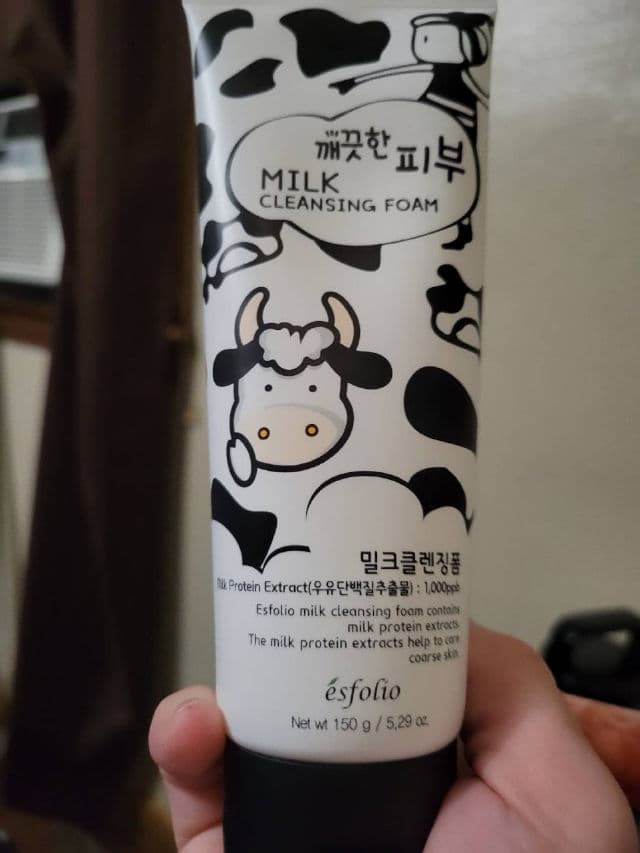 깨끗한 피부
MILK
CLEANSING FOAM
밀크클렌징폼
Milk Protein Extract(우유단백질추출물) : 1,000ppb
Esfolio milk cleansing foam contains
milk protein extracts.
The milk protein extracts help to care
coarse skin.
ésfolio
Net wt 150 g / 5,29 oz.